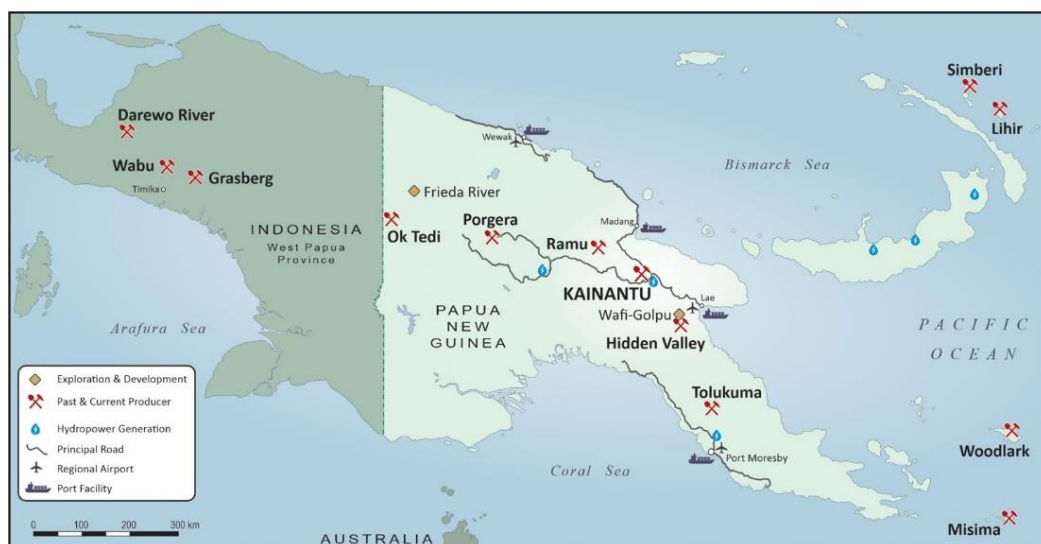 Simberi
Lihir
Darewo River
Wewak
Bismarck Sea
Wabu
Grasberg
Timika
Frieda River
Ok Tedi
Porgera
Madang
Ramu
INDONESIA
West Papua
Province
KAINANTU
Lae
Wafi-Golpu
Hidden Valley
PAPUA
NEW
GUINEA
Arafura Sea
PACIFIC
OCEAN
Tolukuma
Port Moresby
Woodlark
Coral Sea
Misima
AUSTRALIA
Exploration & Development
Past & Current Producer
Hydropower Generation
Principal Road
Regional Airport
Port Facility
0 100 200 300 km